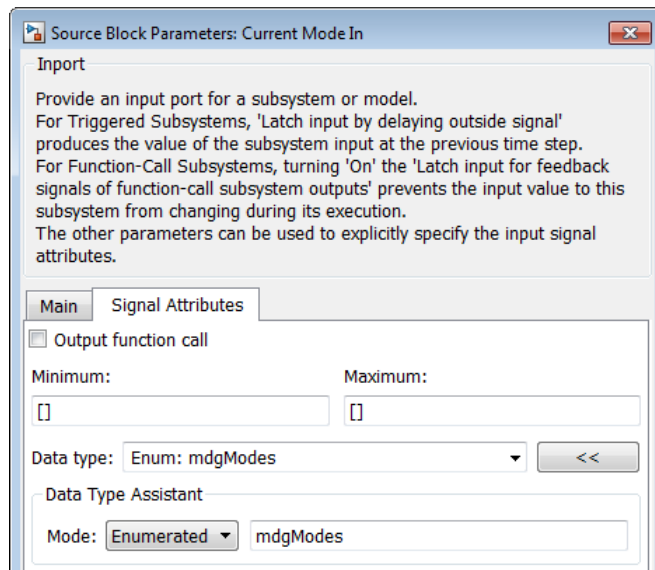 Source Block Parameters: Current Mode In
Inport
Provide an input port for a subsystem or model.
For Triggered Subsystems, 'Latch input by delaying outside signal'
produces the value of the subsystem input at the previous time step.
For Function-Call Subsystems, turning 'On' the 'Latch input for feedback
signals of function-call subsystem outputs' prevents the input value to this
subsystem from changing during its execution.
The other parameters can be used to explicitly specify the input signal
attributes.
Main Signal Attributes
Output function call
Minimum: Maximum:
[] []
Data type: Enum: mdgModes <<
Data Type Assistant
Mode: Enumerated mdgModes